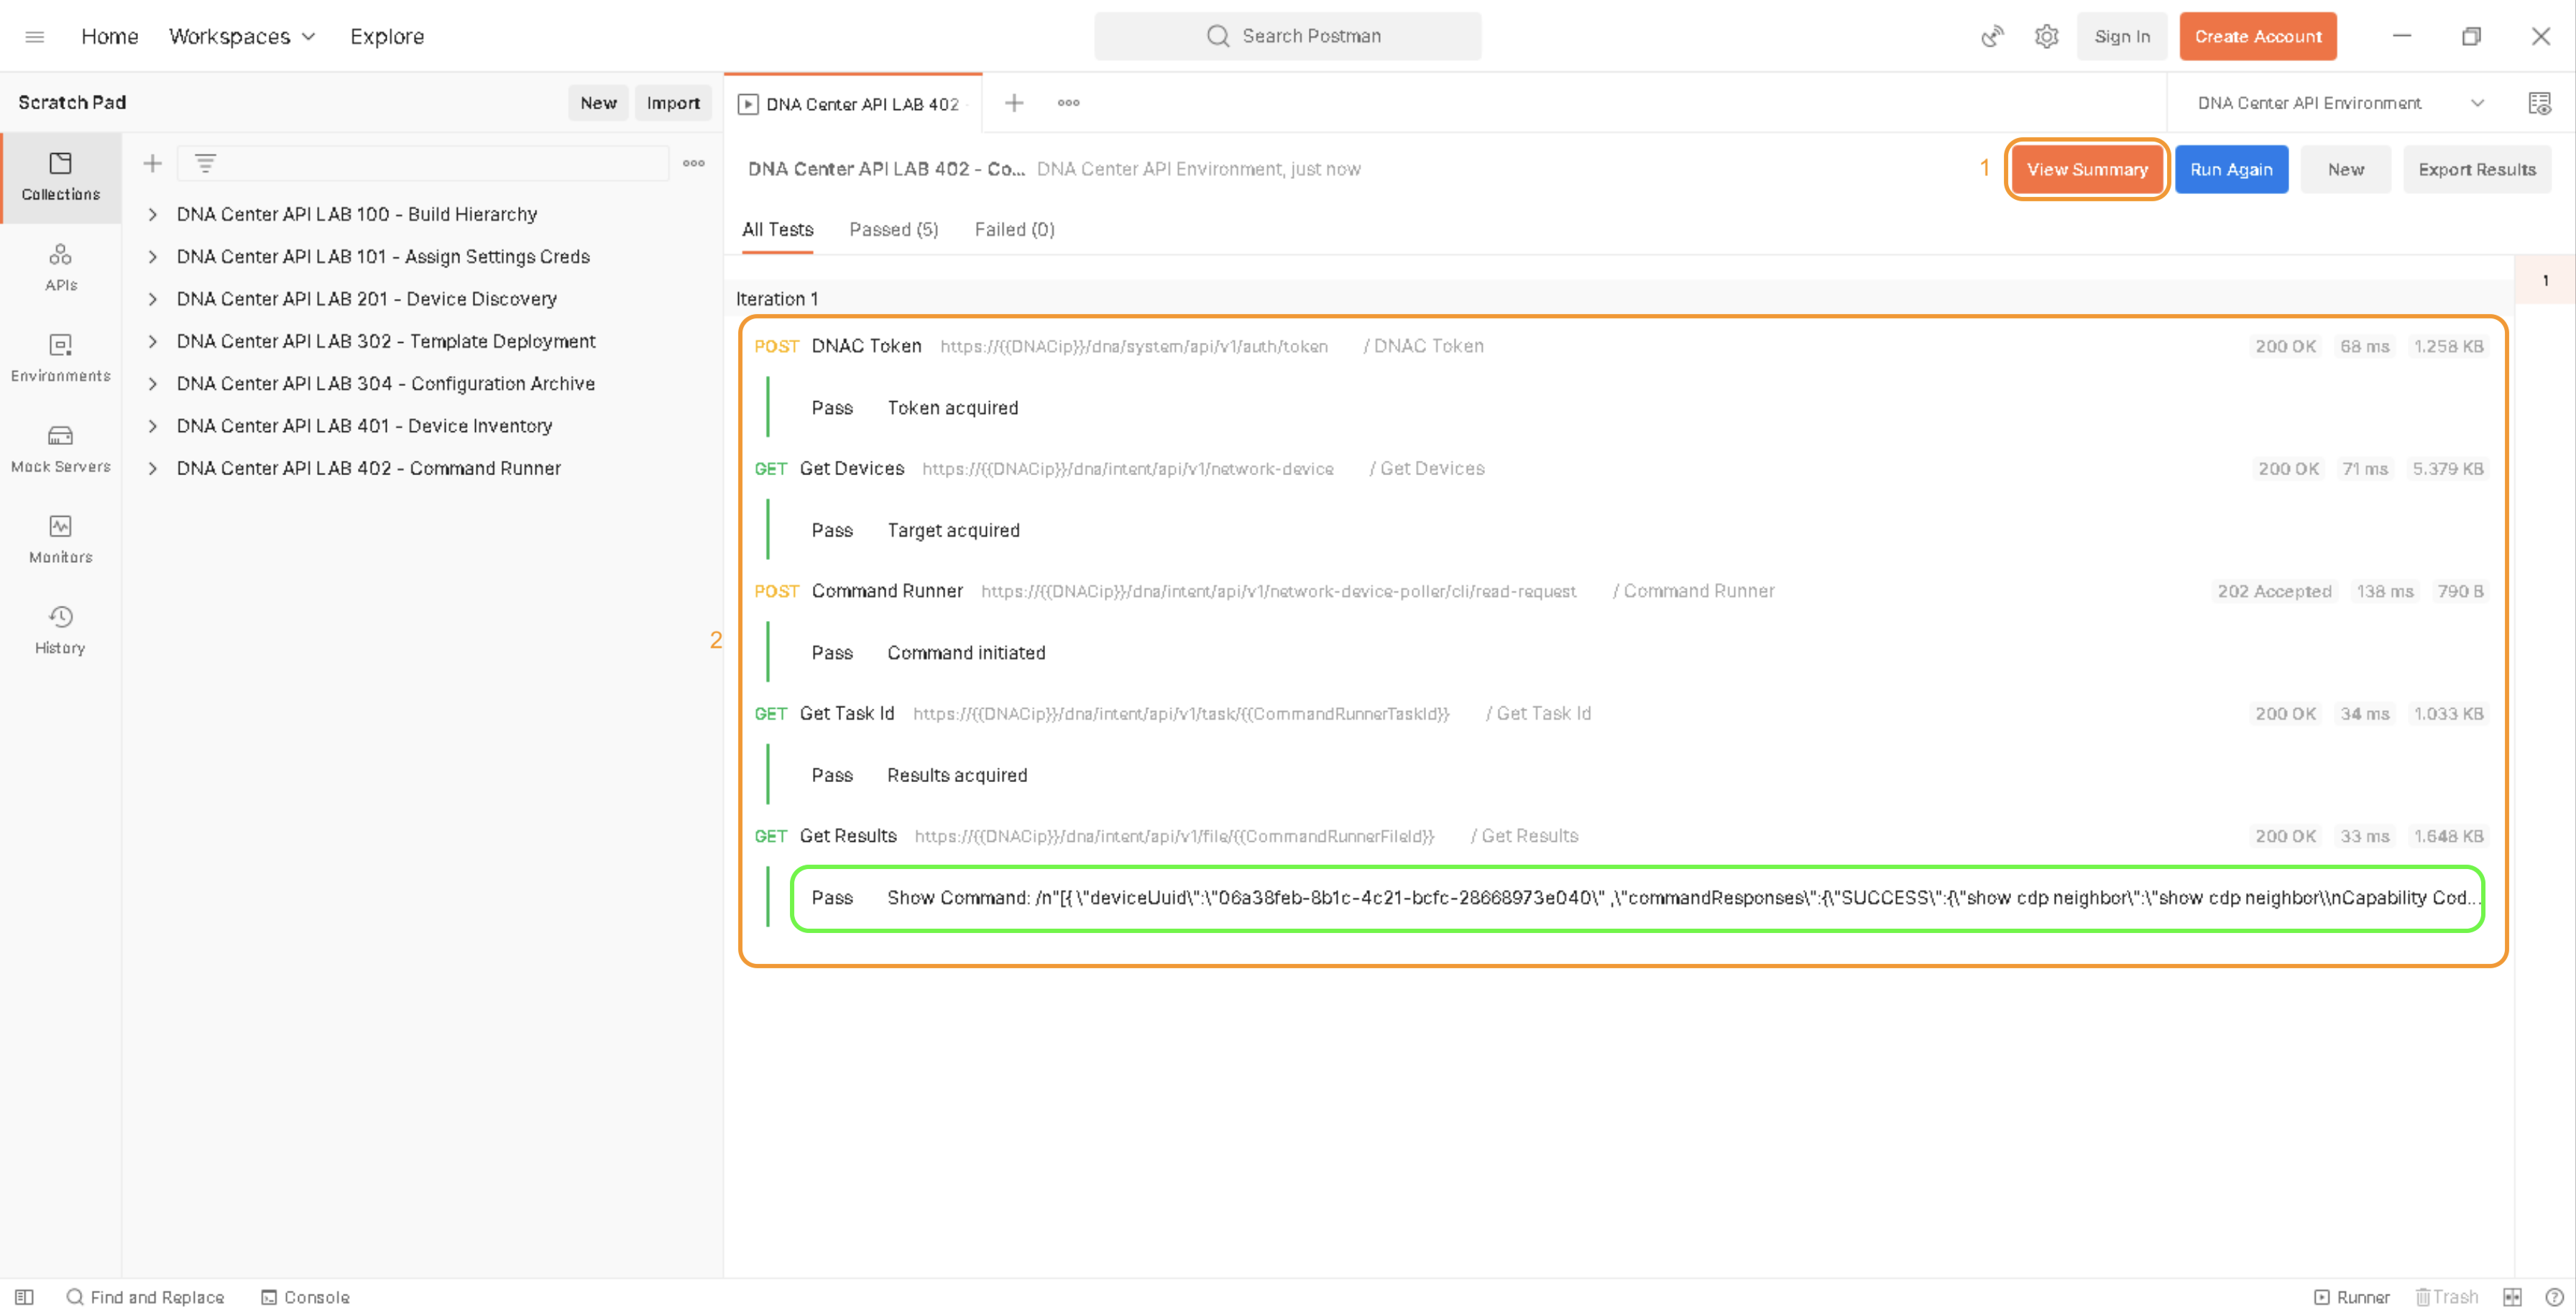 Home Workspaces Explore Search Postman Sign In Create Account
Scratch Pad New Import DNA Center API LAB 402 DNA Center API Environment
Collections
APIs
Environments
Mock Servers
Monitors
History
DNA Center API LAB 100 - Build Hierarchy
DNA Center API LAB 101 - Assign Settings Creds
DNA Center API LAB 201 - Device Discovery
DNA Center API LAB 302 - Template Deployment
DNA Center API LAB 304 - Configuration Archive
DNA Center API LAB 401 - Device Inventory
DNA Center API LAB 402 - Command Runner
DNA Center API LAB 402 - Co... DNA Center API Environment, just now 1 View Summary Run Again New Export Results
All Tests Passed (5) Failed (0)
1
Iteration 1
2
POST DNAC Token https://{{DNACip}}/dna/system/api/v1/auth/token / DNAC Token 200 OK 68 ms 1.258 KB
Pass Token acquired
GET Get Devices https://{{DNACip}}/dna/intent/api/v1/network-device / Get Devices 200 OK 71 ms 5.379 KB
Pass Target acquired
POST Command Runner https://{{DNACip}}/dna/intent/api/v1/network-device-poller/cli/read-request / Command Runner 202 Accepted 138 ms 790 B
Pass Command initiated
GET Get Task Id https://{{DNACip}}/dna/intent/api/v1/task/{{CommandRunnerTaskId}} / Get Task Id 200 OK 34 ms 1.033 KB
Pass Results acquired
GET Get Results https://{{DNACip}}/dna/intent/api/v1/file/{{CommandRunnerFileId}} / Get Results 200 OK 33 ms 1.648 KB
Pass Show Command: /n"[{ \"deviceUuid\":\"06a38feb-8b1c-4c21-bcfc-28668973e040\" ,\"commandResponses\":{\"SUCCESS\":{\"show cdp neighbor\":\"show cdp neighbor\\nCapability Cod...
Find and Replace Console Runner Trash